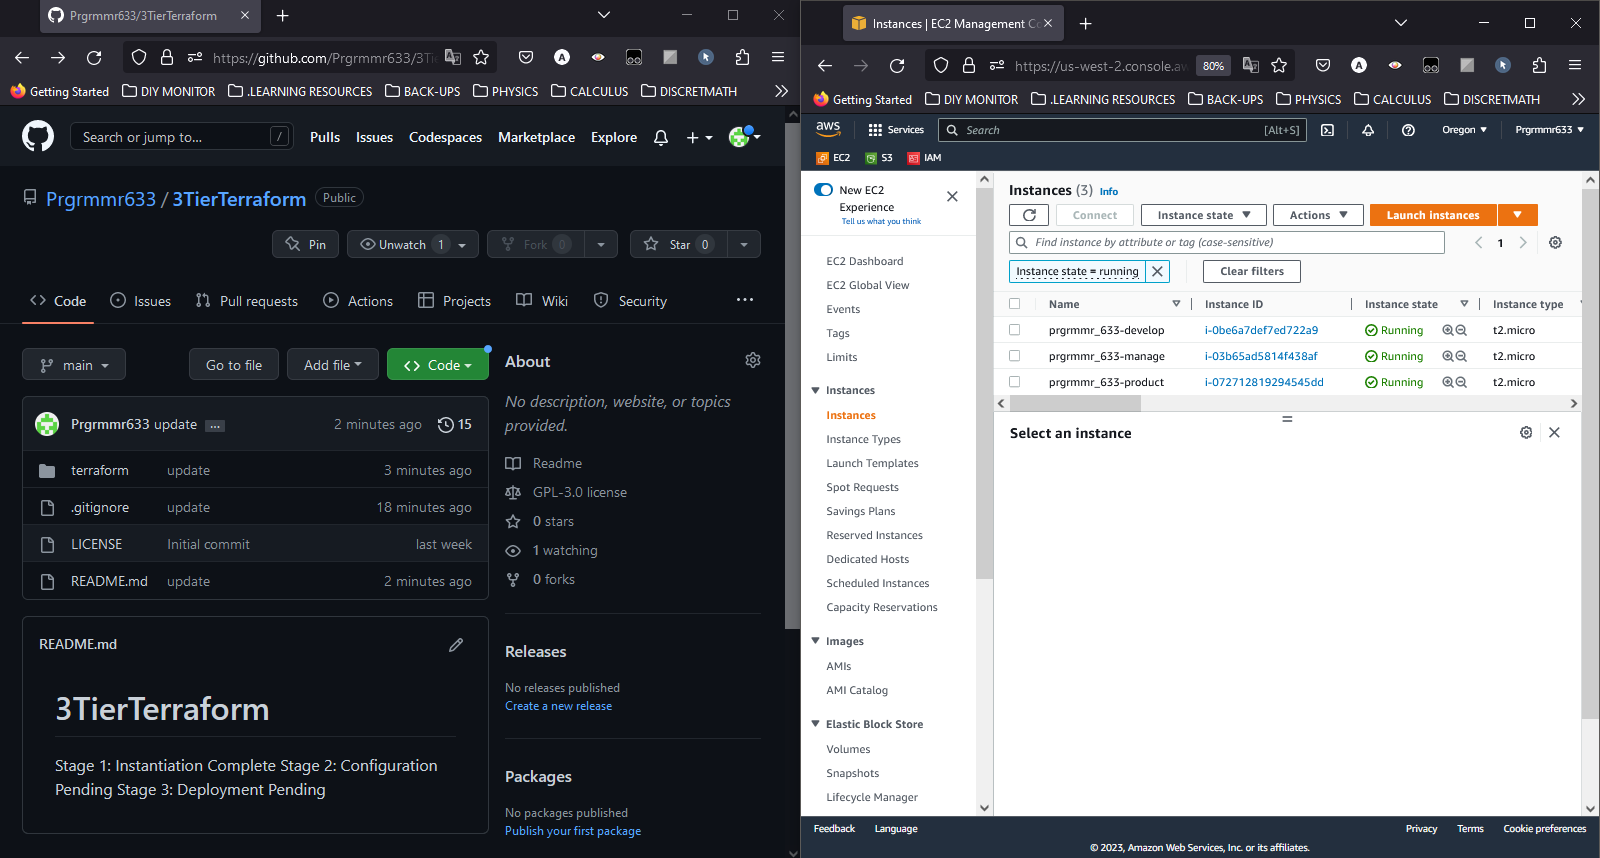 Prgrmmr633/3TierTerraform
https://github.com/Prgrmmr633/3Ti
Getting Started DIY MONITOR .LEARNING RESOURCES BACK-UPS PHYSICS CALCULUS DISCRETMATH
Search or jump to... / Pulls Issues Codespaces Marketplace Explore
Prgrmmr633 / 3TierTerraform Public
Pin Unwatch 1 Fork 0 Star 0
Code Issues Pull requests Actions Projects Wiki Security ...
main Go to file Add file Code
Prgrmmr633 update ... 2 minutes ago 15
terraform update 3 minutes ago
.gitignore update 18 minutes ago
LICENSE Initial commit last week
README.md update 2 minutes ago
README.md
3TierTerraform
Stage 1: Instantiation Complete Stage 2: Configuration
Pending Stage 3: Deployment Pending
About
No description, website, or topics
provided.
Readme
GPL-3.0 license
0 stars
1 watching
0 forks
Releases
No releases published
Create a new release
Packages
No packages published
Publish your first package
Instances | EC2 Management Co
https://us-west-2.console.aw 80%
Getting Started DIY MONITOR .LEARNING RESOURCES BACK-UPS PHYSICS CALCULUS DISCRETMATH
aws Services Search [Alt+S] Oregon Prgrmmr633
EC2 S3 IAM
New EC2
Experience
Tell us what you think
EC2 Dashboard
EC2 Global View
Events
Tags
Limits
Instances
Instances
Instance Types
Launch Templates
Spot Requests
Savings Plans
Reserved Instances
Dedicated Hosts
Scheduled Instances
Capacity Reservations
Images
AMIs
AMI Catalog
Elastic Block Store
Volumes
Snapshots
Lifecycle Manager
Instances (3) Info
Connect Instance state Actions Launch instances
Find instance by attribute or tag (case-sensitive) 1
Instance state = running Clear filters
Name Instance ID Instance state Instance type
prgrmmr_633-develop i-0be6a7def7ed722a9 Running t2.micro
prgrmmr_633-manage i-03b65ad5814f438af Running t2.micro
prgrmmr_633-product i-072712819294545dd Running t2.micro
Select an instance
Feedback Language Privacy Terms Cookie preferences
© 2023, Amazon Web Services, Inc. or its affiliates.